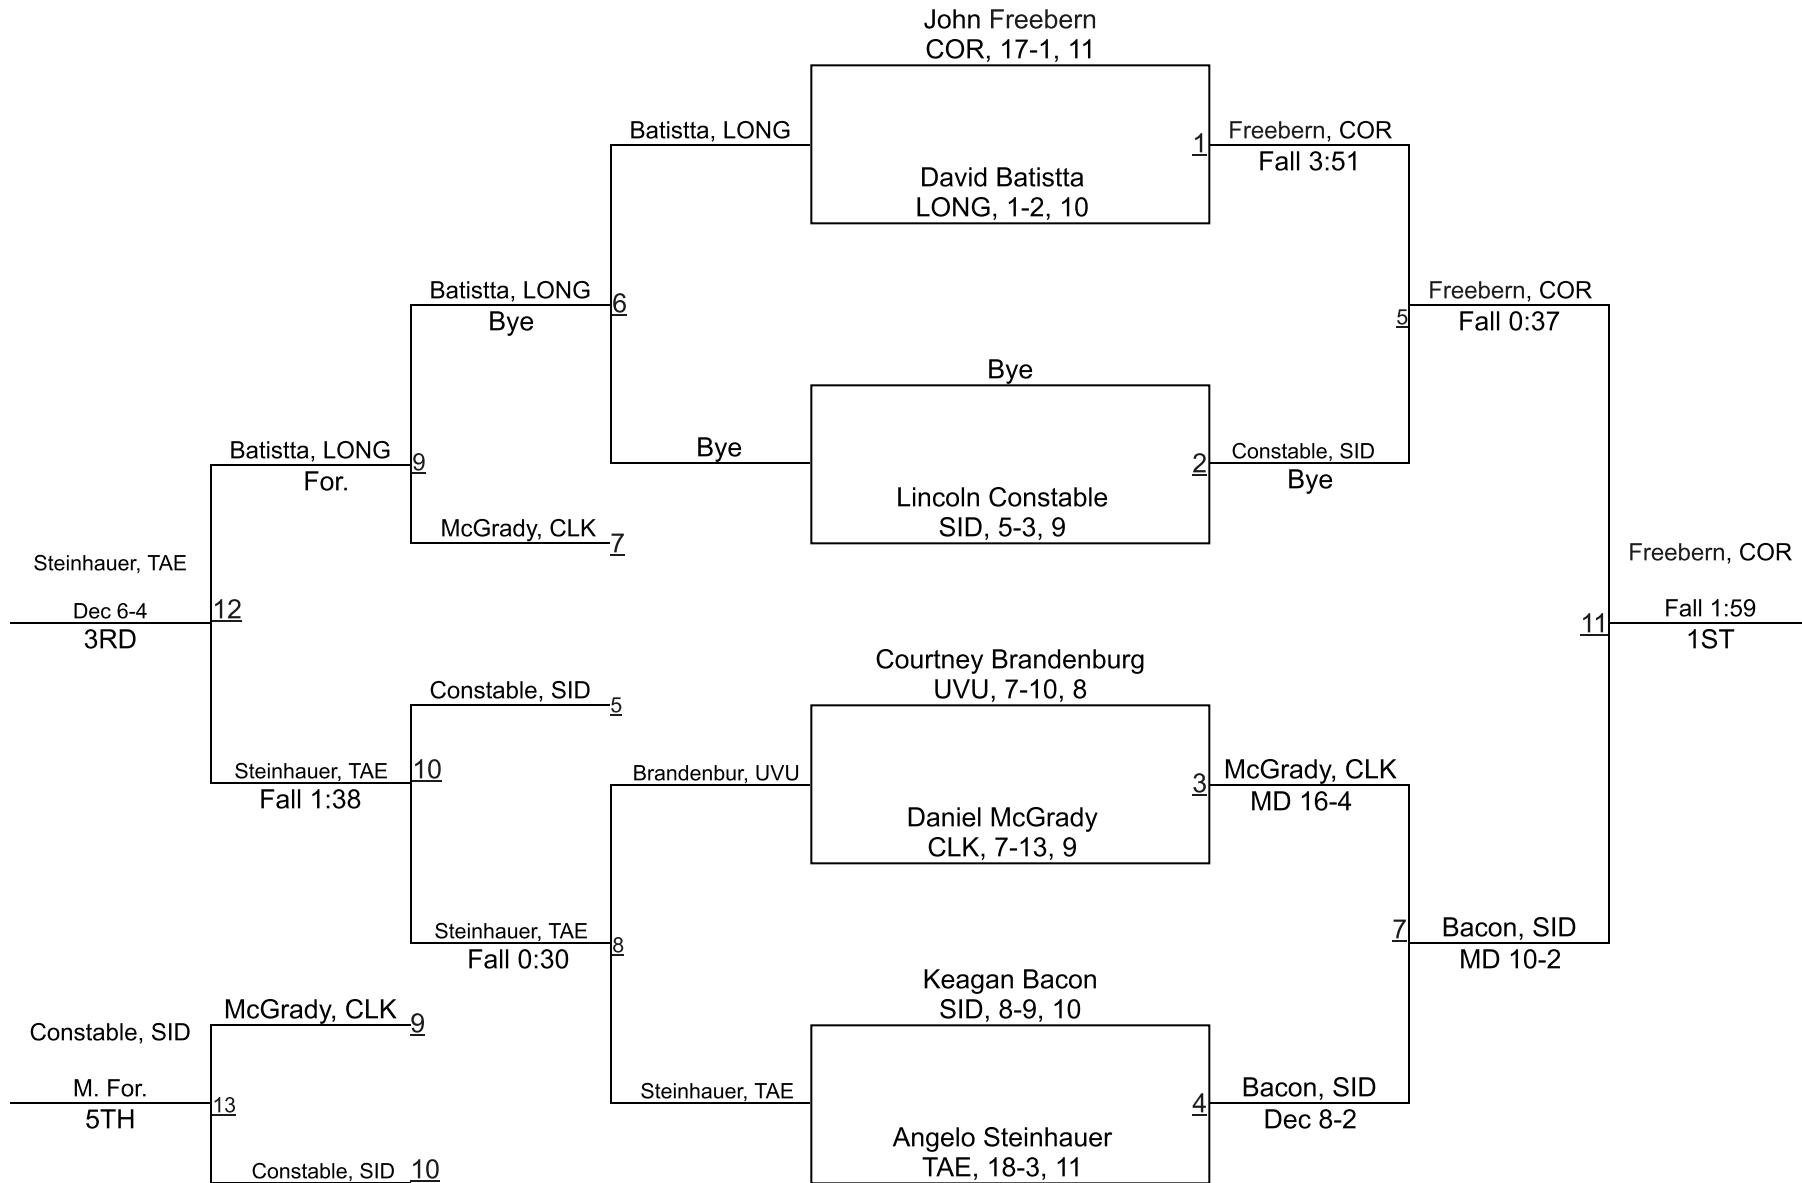 John Freebern
COR, 17-1, 11
Batistta, LONG
1
Freebern, COR
Fall 3:51
David Batistta
LONG, 1-2, 10
Batistta, LONG
Bye
6
Freebern, COR
Fall 0:37
5
Bye
Batistta, LONG
For.
9
Bye
2
Constable, SID
Bye
Lincoln Constable
SID, 5-3, 9
McGrady, CLK
7
Steinhauer, TAE
Dec 6-4
3RD
12
Freebern, COR
Fall 1:59
1ST
11
Courtney Brandenburg
UVU, 7-10, 8
Constable, SID
5
Steinhauer, TAE
Fall 1:38
10
Brandenbur, UVU
3
McGrady, CLK
MD 16-4
Daniel McGrady
CLK, 7-13, 9
Steinhauer, TAE
Fall 0:30
8
7
Bacon, SID
MD 10-2
Keagan Bacon
SID, 8-9, 10
McGrady, CLK
9
Constable, SID
M. For.
5TH
13
Steinhauer, TAE
4
Bacon, SID
Dec 8-2
Angelo Steinhauer
TAE, 18-3, 11
Constable, SID
10